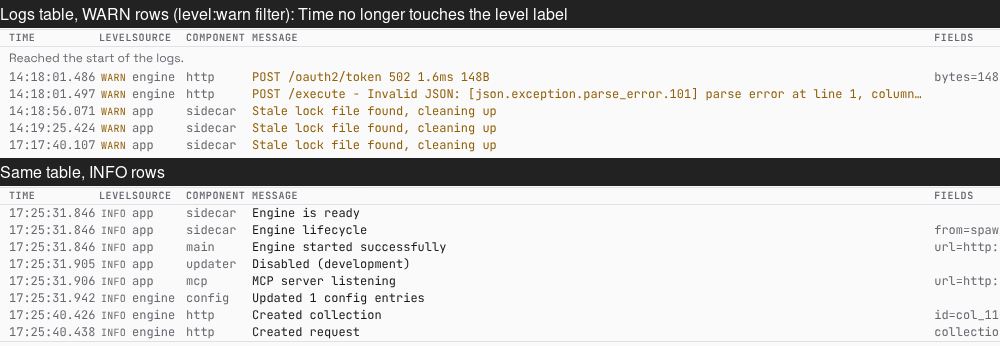 Logs table, WARN rows (level:warn filter): Time no longer touches the level label
TIME LEVELSOURCE COMPONENT MESSAGE FIELDS
Reached the start of the logs.
14:18:01.486 WARN engine http POST /oauth2/token 502 1.6ms 148B bytes=148
14:18:01.497 WARN engine http POST /execute - Invalid JSON: [json.exception.parse_error.101] parse error at line 1, column…
14:18:56.071 WARN app sidecar Stale lock file found, cleaning up
14:19:25.424 WARN app sidecar Stale lock file found, cleaning up
17:17:40.107 WARN app sidecar Stale lock file found, cleaning up
Same table, INFO rows
TIME LEVELSOURCE COMPONENT MESSAGE FIELDS
17:25:31.846 INFO app sidecar Engine is ready
17:25:31.846 INFO app sidecar Engine lifecycle from=spaw
17:25:31.846 INFO app main Engine started successfully url=http:
17:25:31.905 INFO app updater Disabled (development)
17:25:31.906 INFO app mcp MCP server listening url=http:
17:25:31.942 INFO engine config Updated 1 config entries
17:25:40.426 INFO engine http Created collection id=col_11
17:25:40.438 INFO engine http Created request collectio